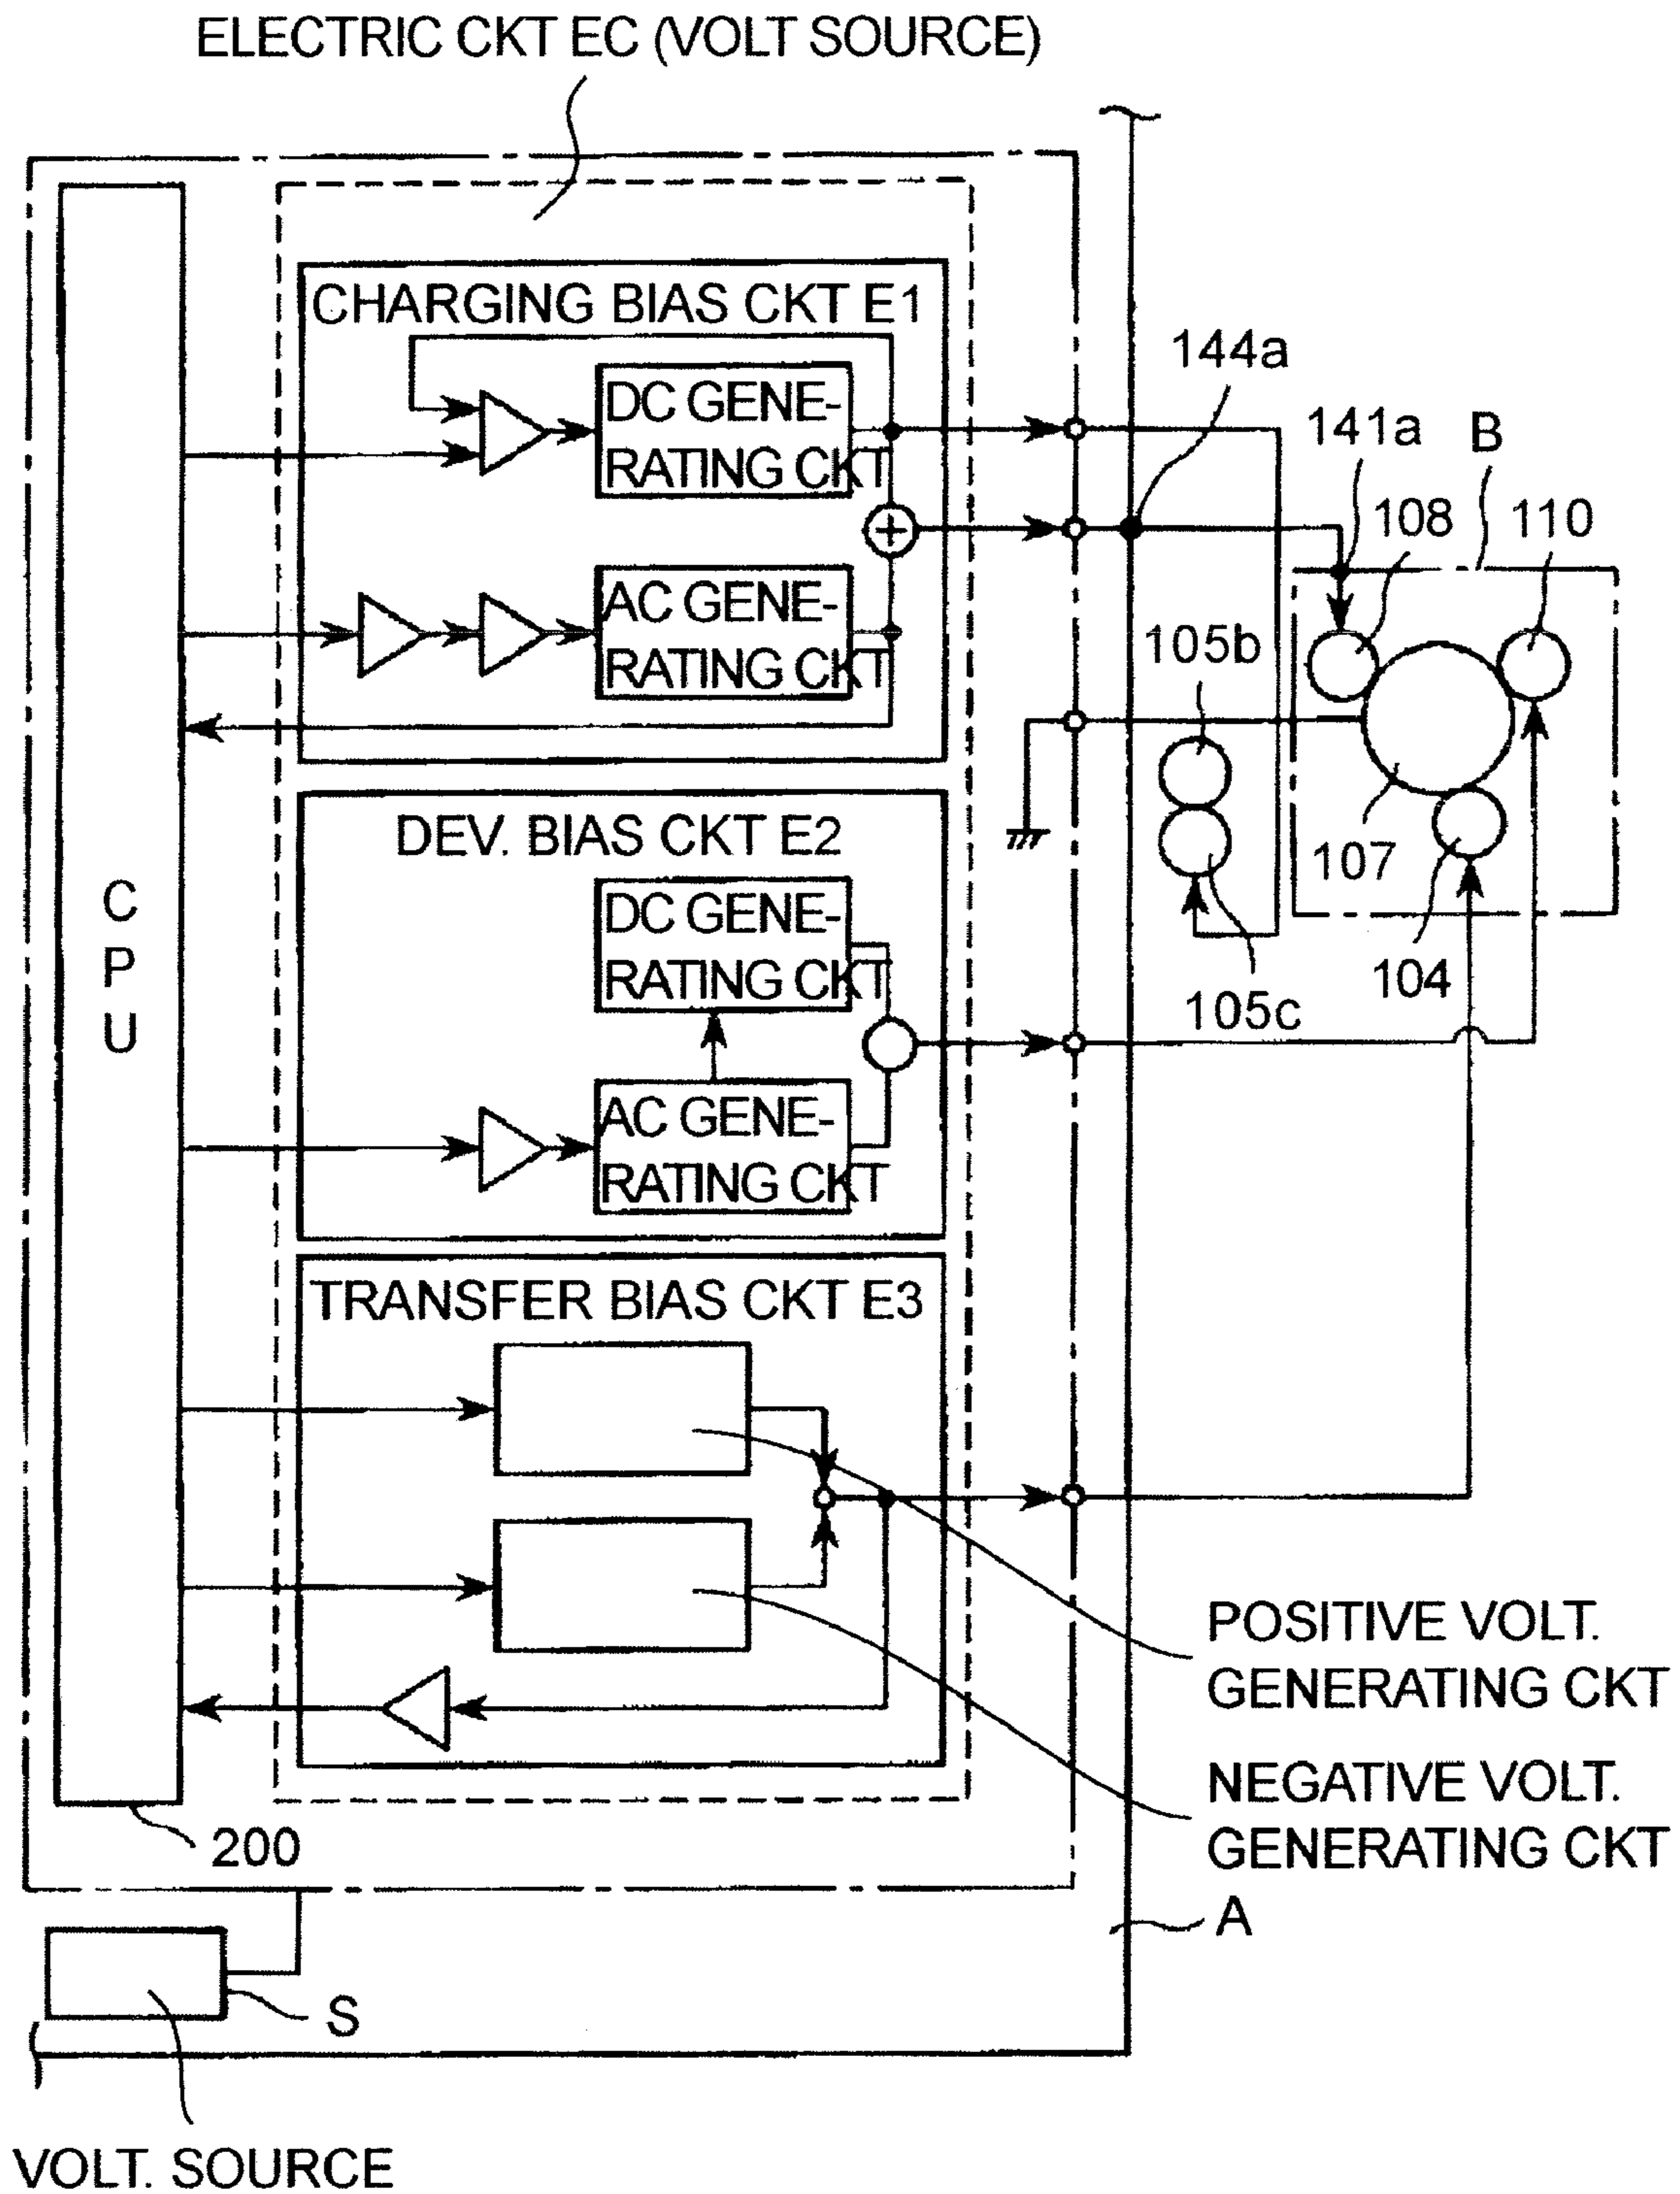 ELECTRIC CKT EC (VOLT SOURCE)
CHARGING BIAS CKT E1
144a
DC GENE-
RATING CKT
141a
B
108
110
AC GENE-
RATING CKT
105b
DEV. BIAS CKT E2
107
C
P
U
DC GENE-
RATING CKT
104
105c
AC GENE-
RATING CKT
TRANSFER BIAS CKT E3
POSITIVE VOLT.
GENERATING CKT
NEGATIVE VOLT.
GENERATING CKT
200
A
S
VOLT. SOURCE